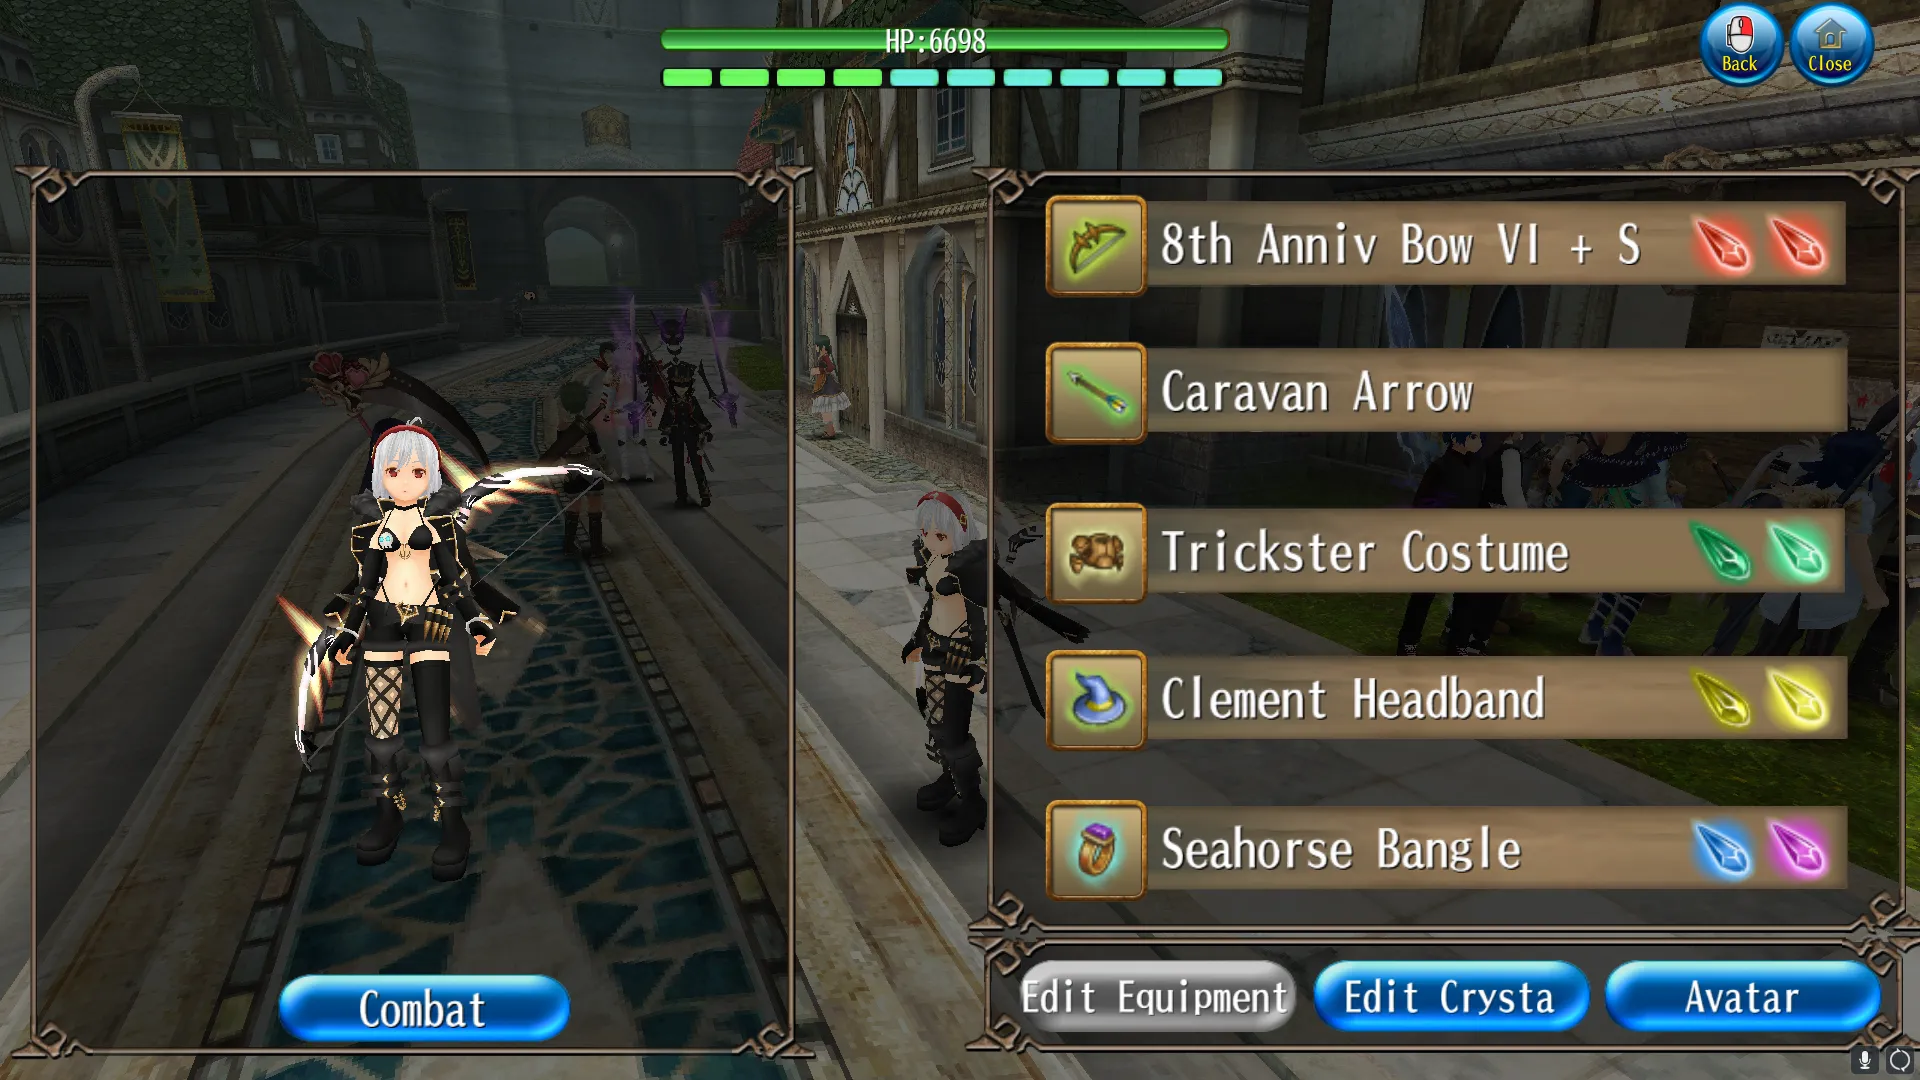 HP:6698
Back
Close
8th Anniv Bow VI + S
Caravan Arrow
Trickster Costume
Clement Headband
Seahorse Bangle
Combat
Edit Equipment
Edit Crysta
Avatar